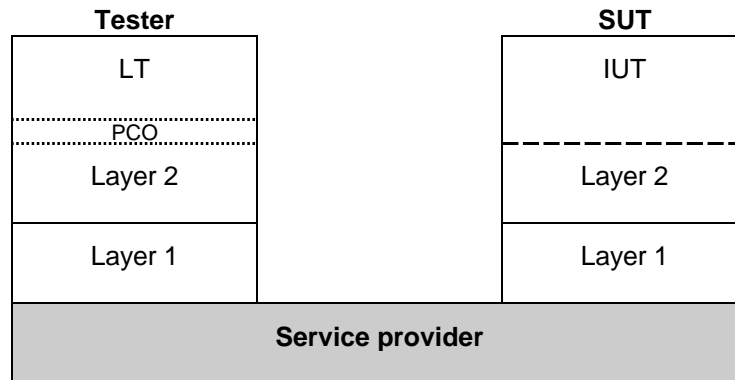 Tester
SUT
LT
IUT
PCO
Layer 2
Layer 2
Layer 1
Layer 1
Service provider